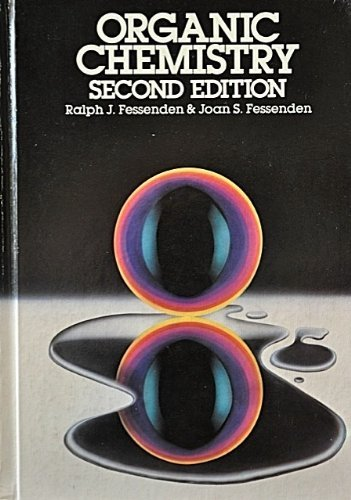 ORGANIC
CHEMISTRY
SECOND EDITION
Ralph J. Fessenden & Joan S. Fessenden